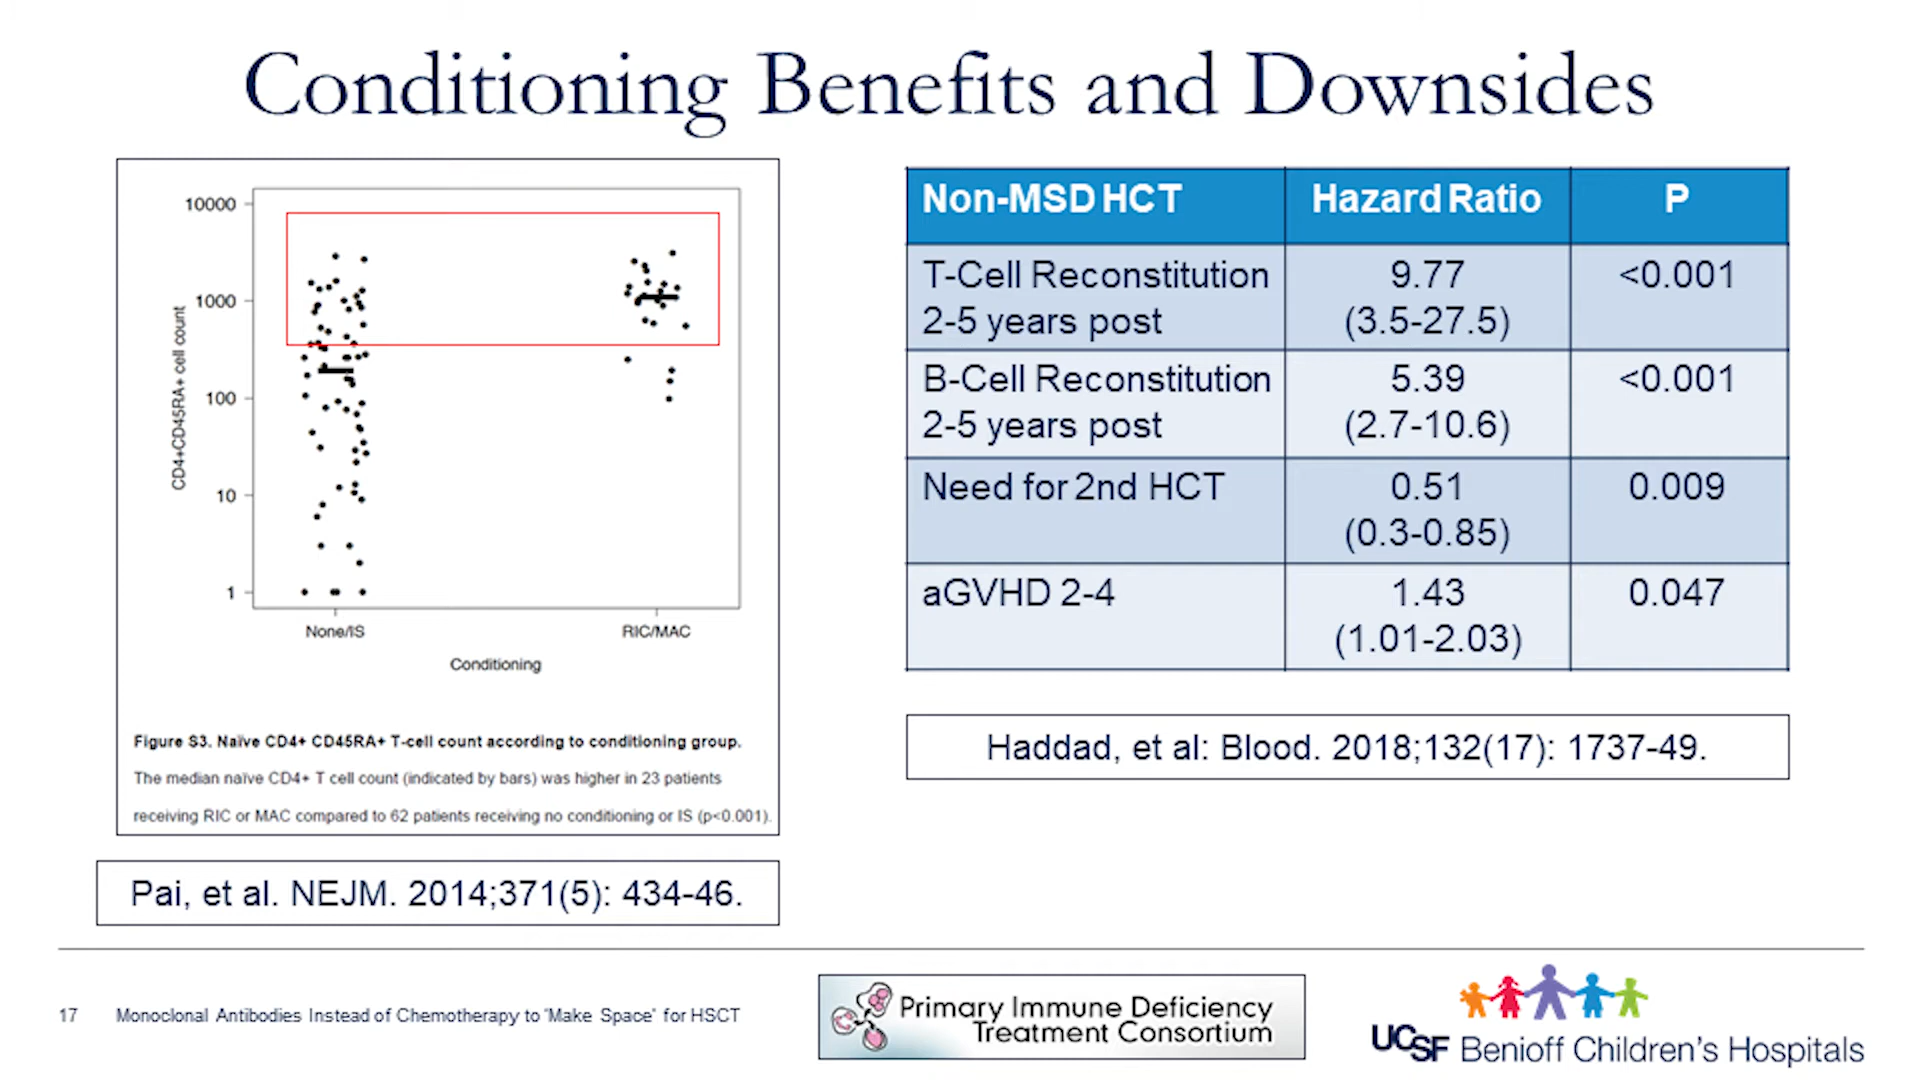 Conditioning Benefits and Downsides
10000
1000
100
10
1
CD4+CD45RA+ cell count
None/IS
RIC/MAC
Conditioning
Figure S3. Naïve CD4+ CD45RA+ T-cell count according to conditioning group.
The median naïve CD4+ T cell count (indicated by bars) was higher in 23 patients
receiving RIC or MAC compared to 62 patients receiving no conditioning or IS (p<0.001).
Pai, et al. NEJM. 2014;371(5): 434-46.
Non-MSD HCT Hazard Ratio P
T-Cell Reconstitution 9.77 <0.001
2-5 years post (3.5-27.5)
B-Cell Reconstitution 5.39 <0.001
2-5 years post (2.7-10.6)
Need for 2nd HCT 0.51 0.009
(0.3-0.85)
aGVHD 2-4 1.43 0.047
(1.01-2.03)
Haddad, et al: Blood. 2018;132(17): 1737-49.
17 Monoclonal Antibodies Instead of Chemotherapy to 'Make Space' for HSCT
Primary Immune Deficiency
Treatment Consortium
UCSF Benioff Children's Hospitals